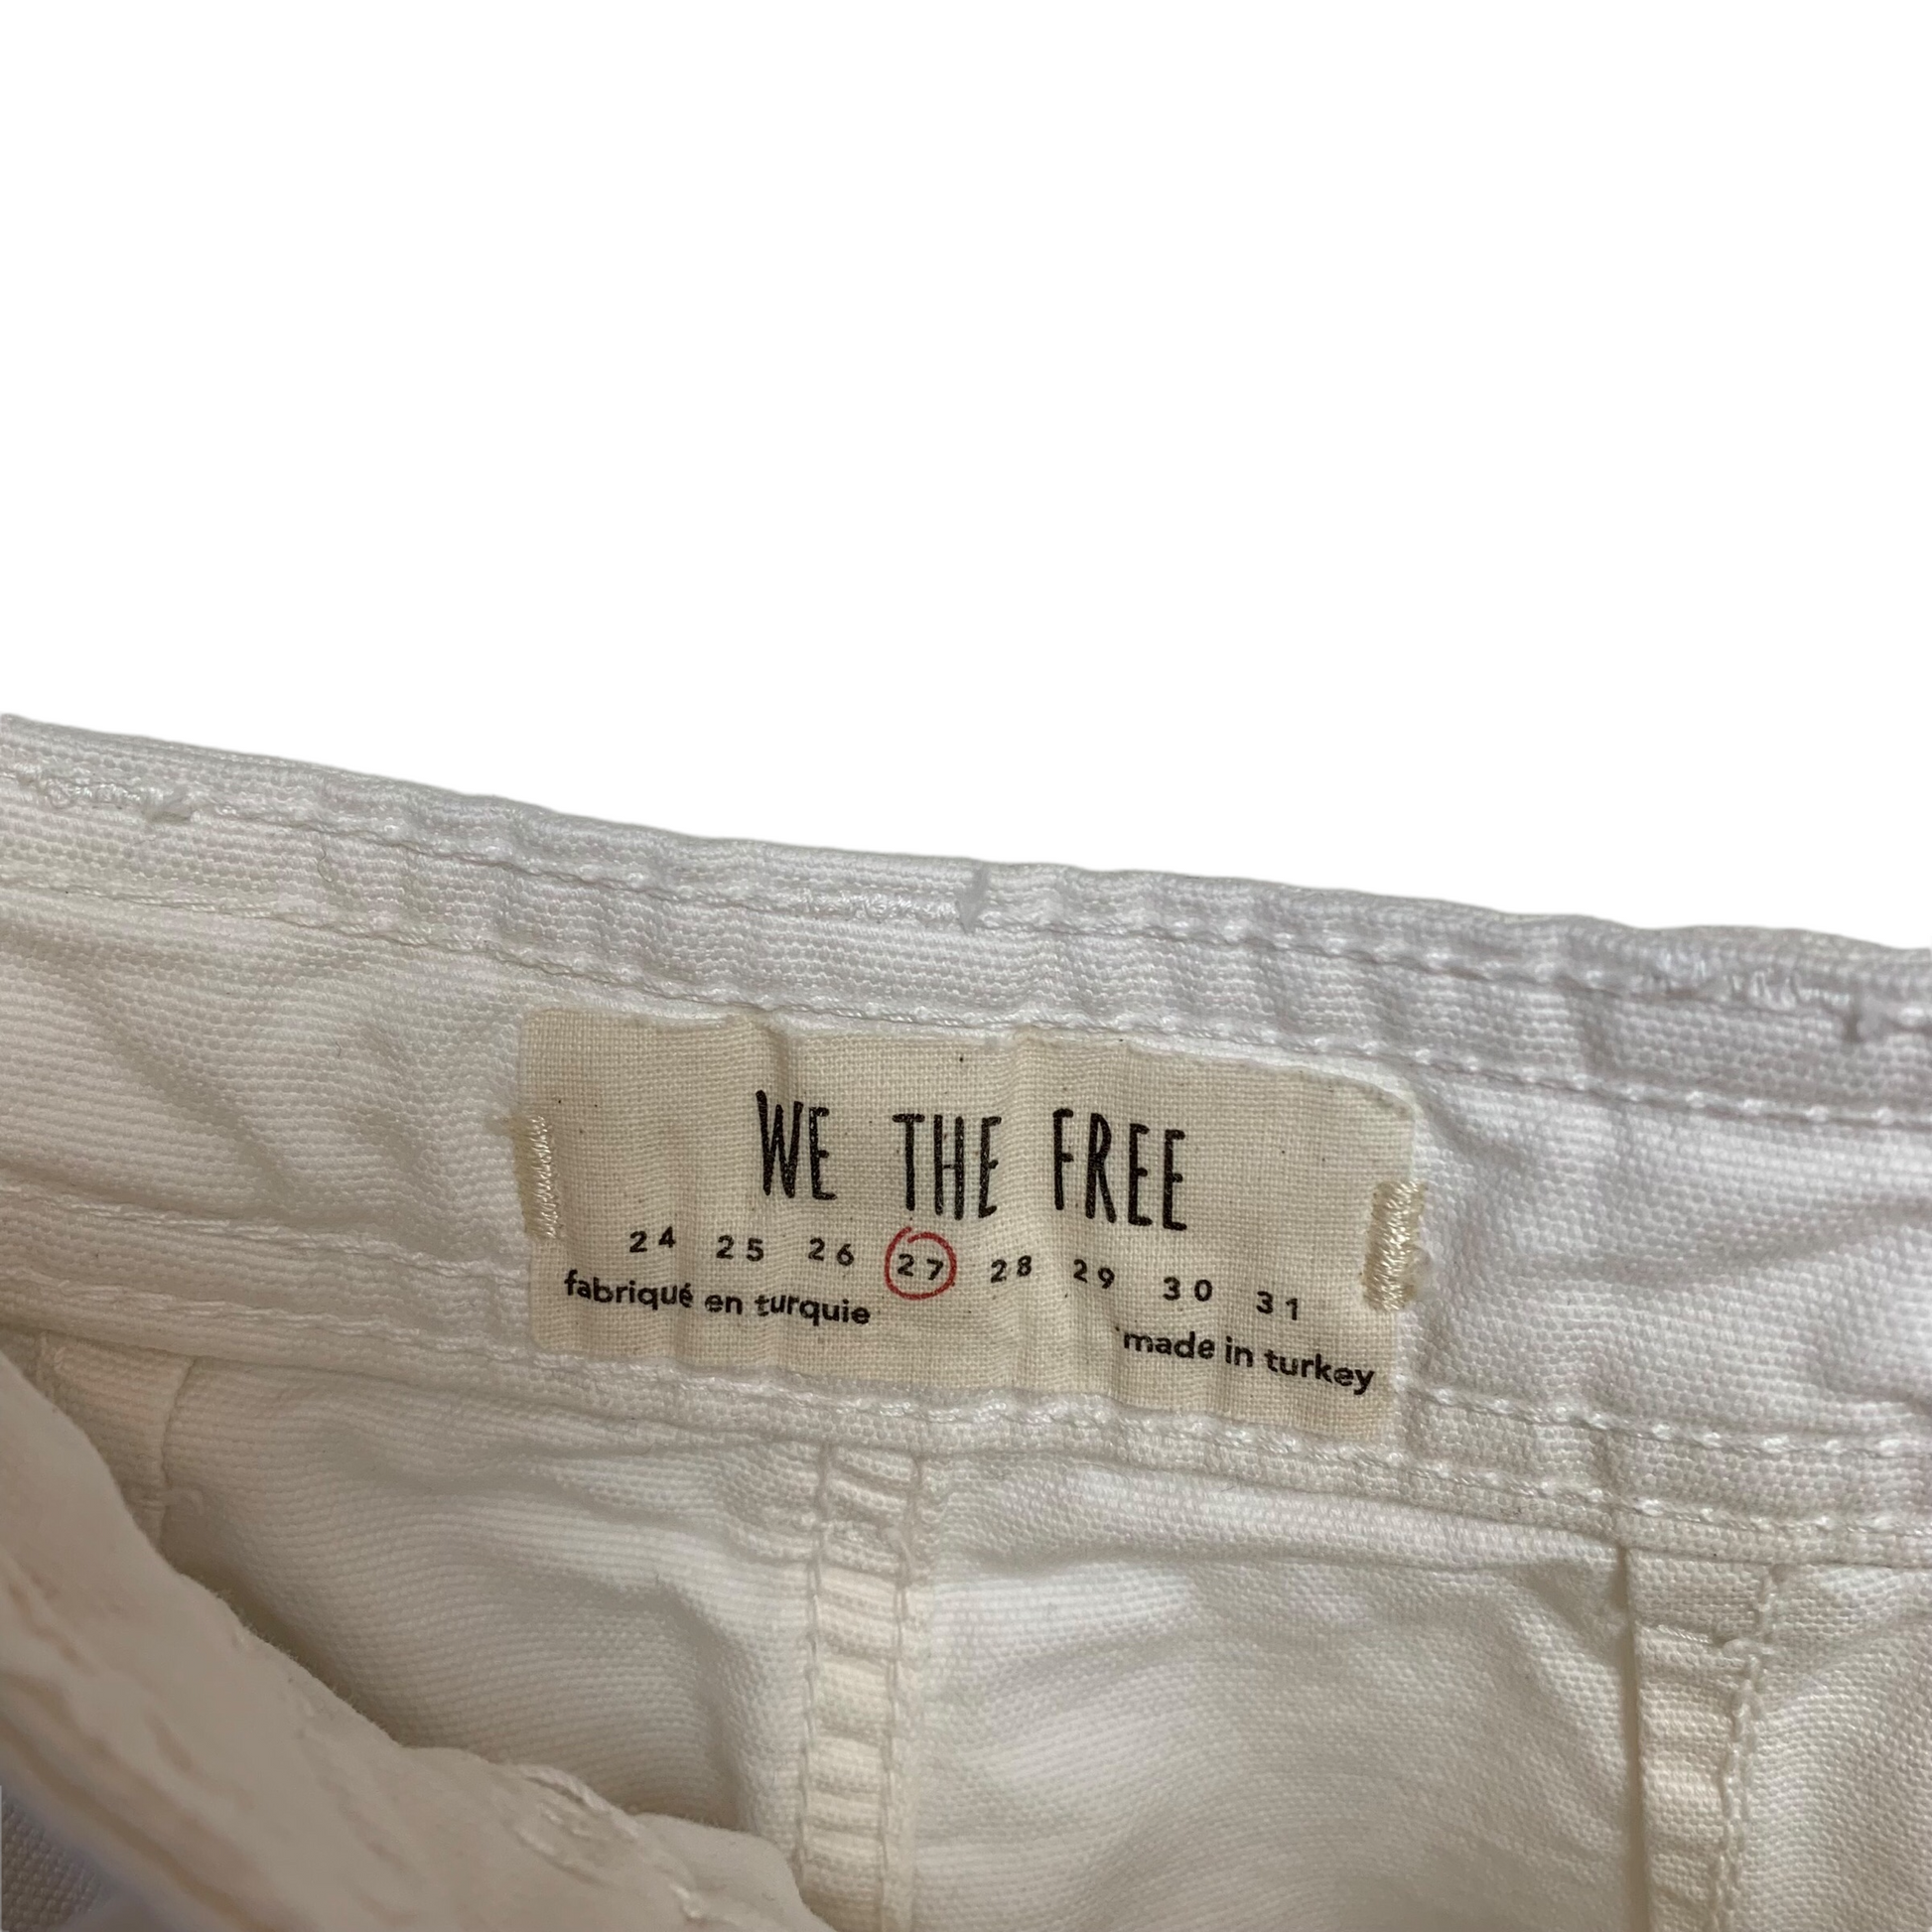 WE THE FREE
24 25 26 27 28 29 30 31
fabriqué en turquie
made in turkey